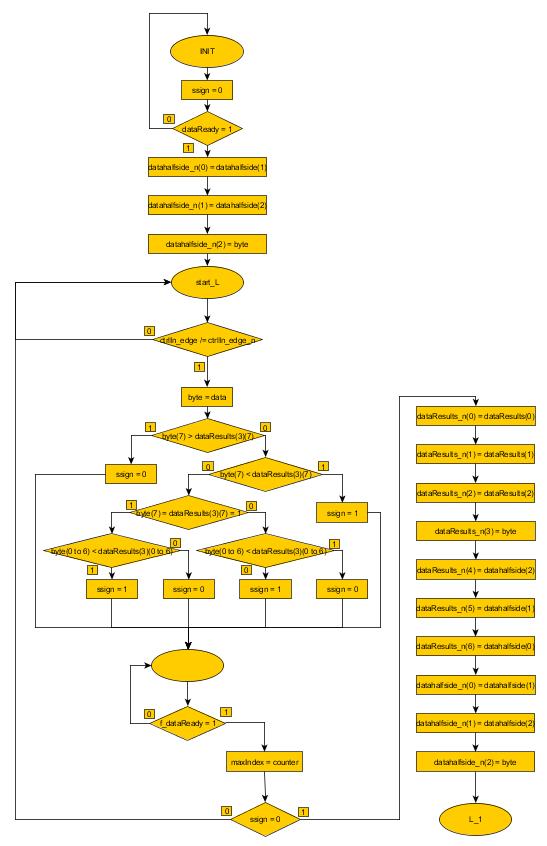 INIT
ssign = 0
dataReady = 1
0
1
datahalfside_n(0) = datahalfside(1)
datahalfside_n(1) = datahalfside(2)
datahalfside_n(2) = byte
start_L
ctrlIn_edge /= ctrlIn_edge_n
0
1
byte = data
byte(7) > dataResults(3)(7)
1
0
ssign = 0
byte(7) < dataResults(3)(7)
0
1
ssign = 1
byte(7) = dataResults(3)(7) = 1
1
0
byte(0 to 6) < dataResults(3)(0 to 6)
0
1
byte(0 to 6) < dataResults(3)(0 to 6)
1
0
ssign = 1
ssign = 0
ssign = 1
ssign = 0
f_dataReady = 1
0
1
maxIndex = counter
ssign = 0
0
1
dataResults_n(0) = dataResults(0)
dataResults_n(1) = dataResults(1)
dataResults_n(2) = dataResults(2)
dataResults_n(3) = byte
dataResults_n(4) = datahalfside(2)
dataResults_n(5) = datahalfside(1)
dataResults_n(6) = datahalfside(0)
datahalfside_n(0) = datahalfside(1)
datahalfside_n(1) = datahalfside(2)
datahalfside_n(2) = byte
L_1